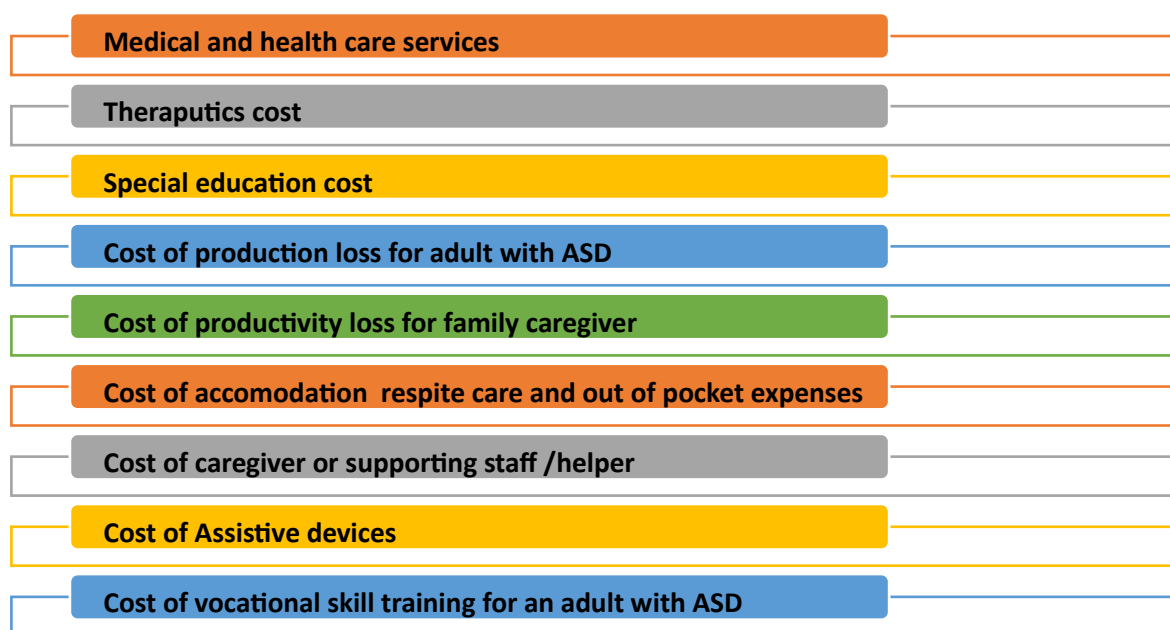 Medical and health care services
Theraputics cost
Special education cost
Cost of production loss for adult with ASD
Cost of productivity loss for family caregiver
Cost of accomodation  respite care and out of pocket expenses
Cost of caregiver or supporting staff /helper
Cost of Assistive devices
Cost of vocational skill training for an adult with ASD